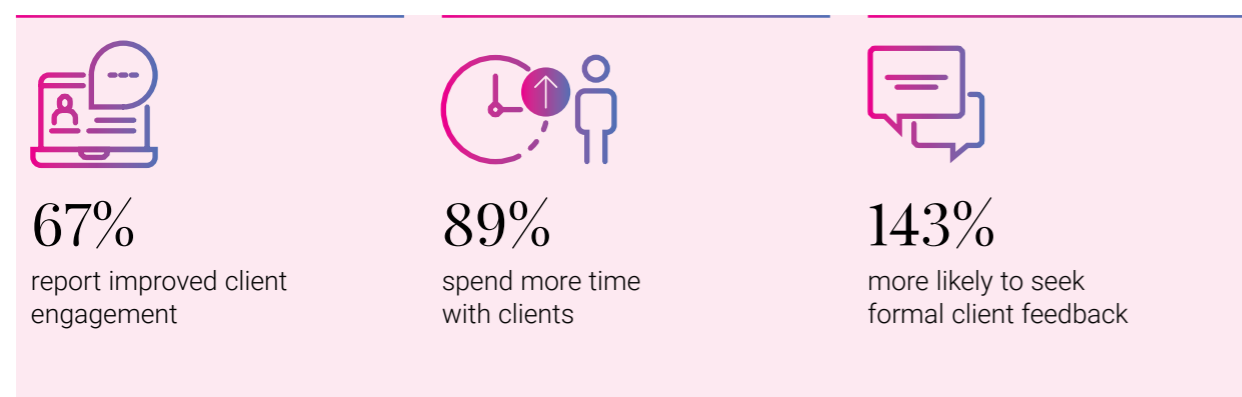 67%
report improved client
engagement
89%
spend more time
with clients
143%
more likely to seek
formal client feedback